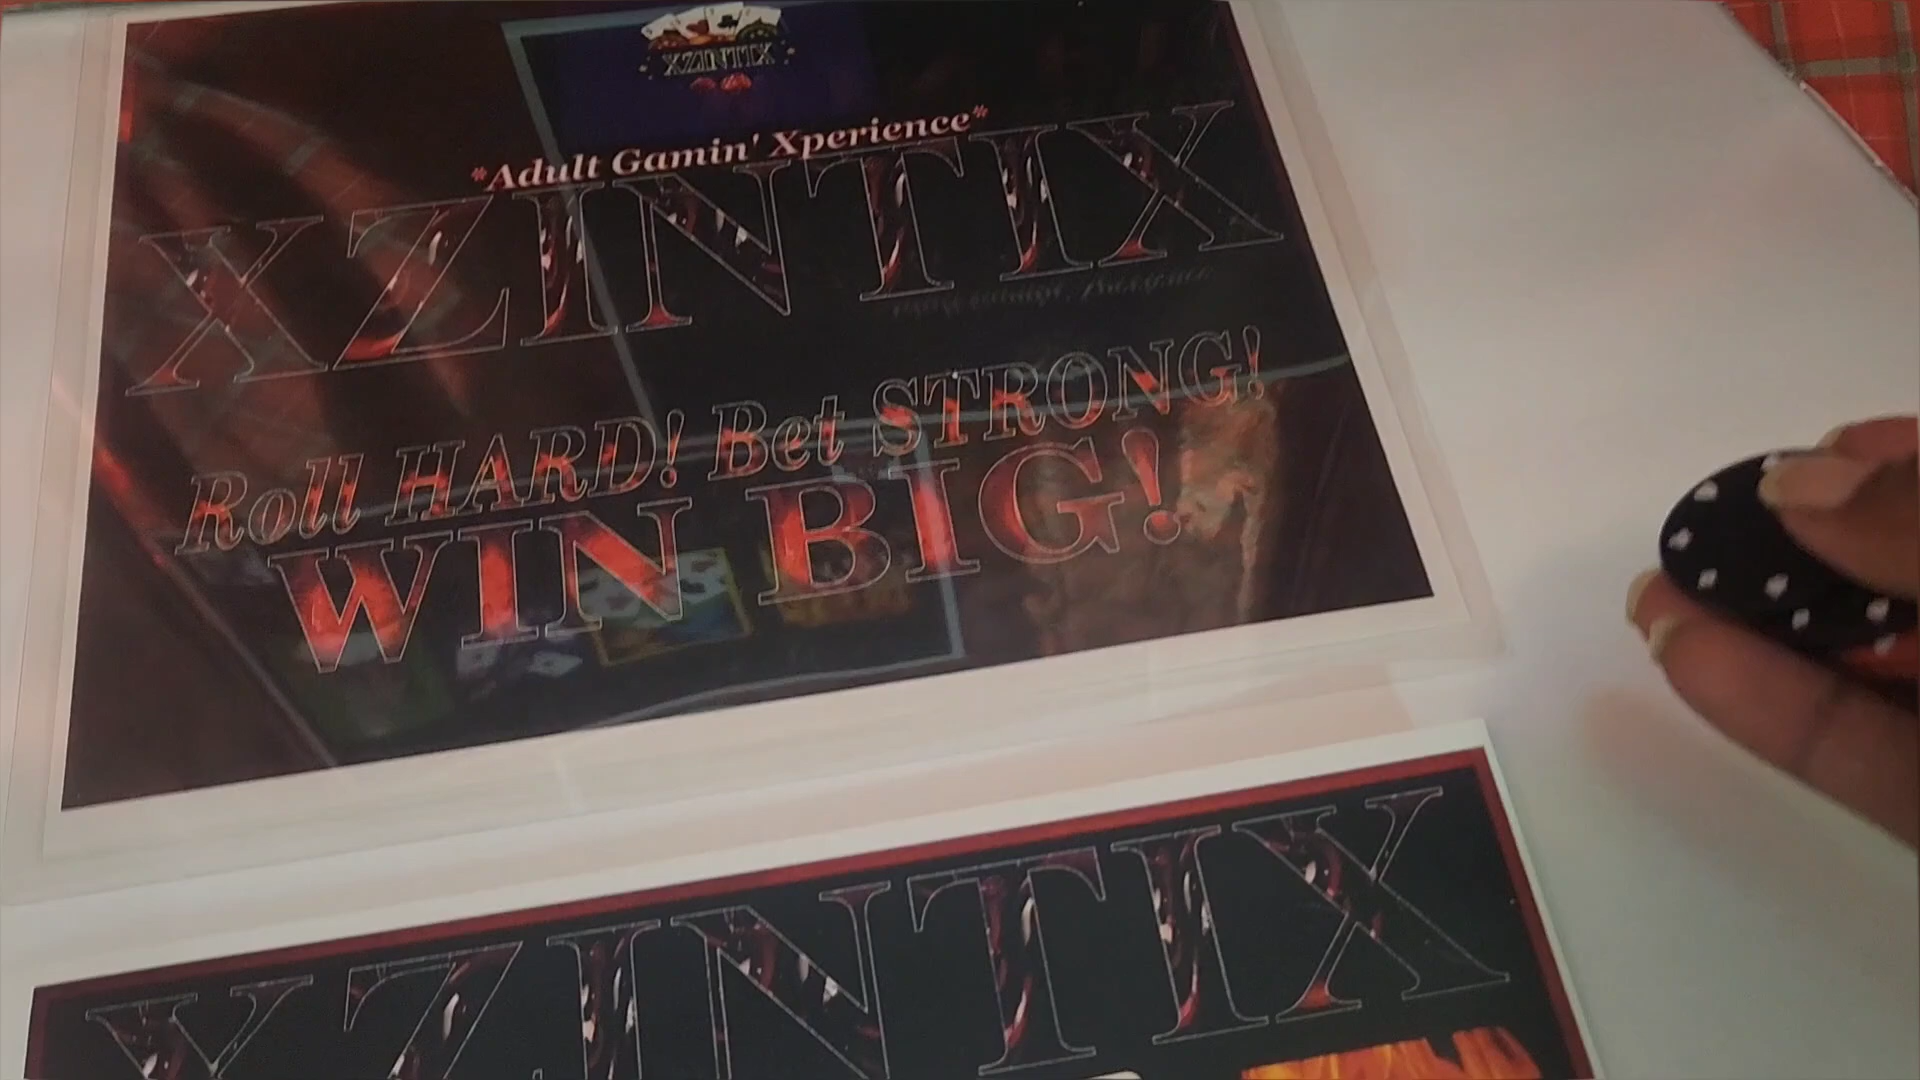 XZINTIX
*Adult Gamin' Xperience*
XZINTIX
Roll HARD! Bet STRONG!
WIN BIG!
XZINTIX